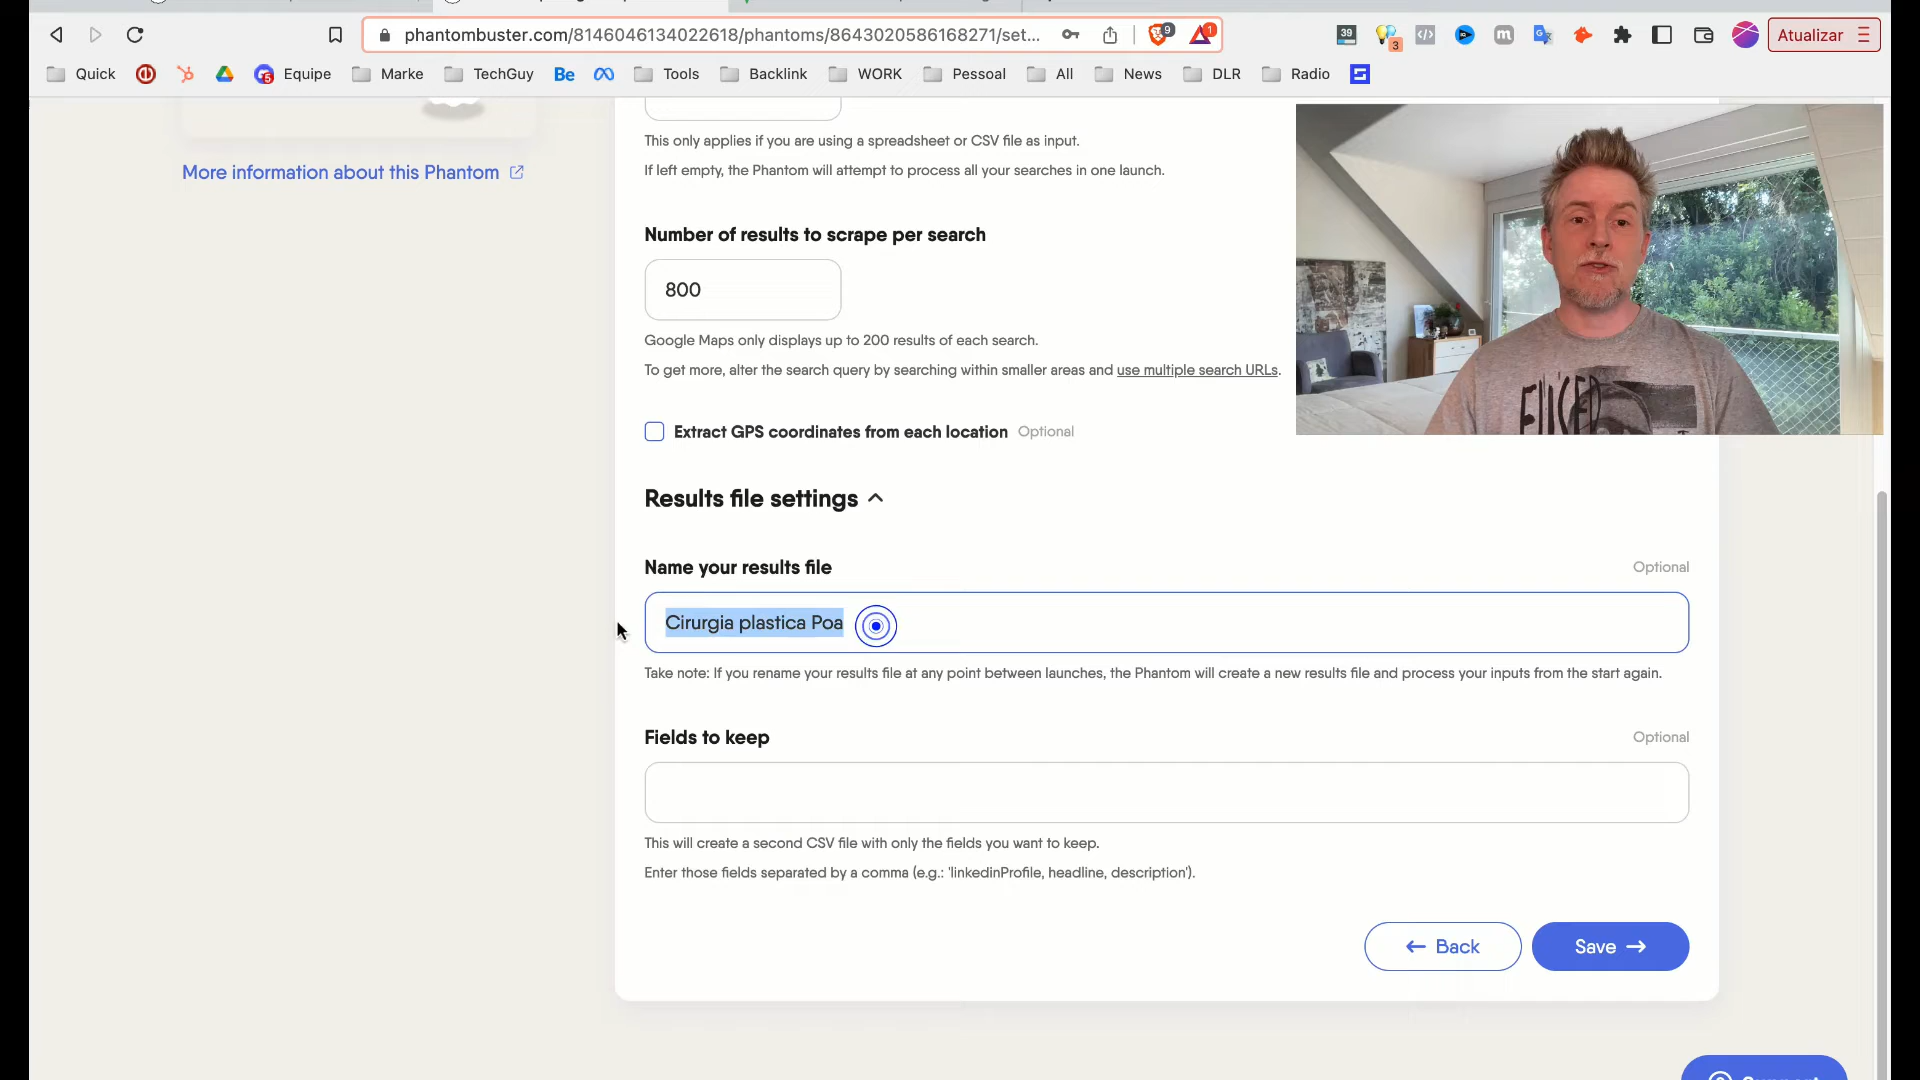 phantombuster.com/8146046134022618/phantoms/8643020586168271/set...
39
3
9
1
Atualizar
Quick
Equipe
Marke
TechGuy
Be
Tools
Backlink
WORK
Pessoal
All
News
DLR
Radio
More information about this Phantom
This only applies if you are using a spreadsheet or CSV file as input.
If left empty, the Phantom will attempt to process all your searches in one launch.
Number of results to scrape per search
800
Google Maps only displays up to 200 results of each search.
To get more, alter the search query by searching within smaller areas and use multiple search URLs.
Extract GPS coordinates from each location Optional
Results file settings
Name your results file Optional
Cirurgia plastica Poa
Take note: If you rename your results file at any point between launches, the Phantom will create a new results file and process your inputs from the start again.
Fields to keep Optional
This will create a second CSV file with only the fields you want to keep.
Enter those fields separated by a comma (e.g.: 'linkedinProfile, headline, description').
← Back
Save →